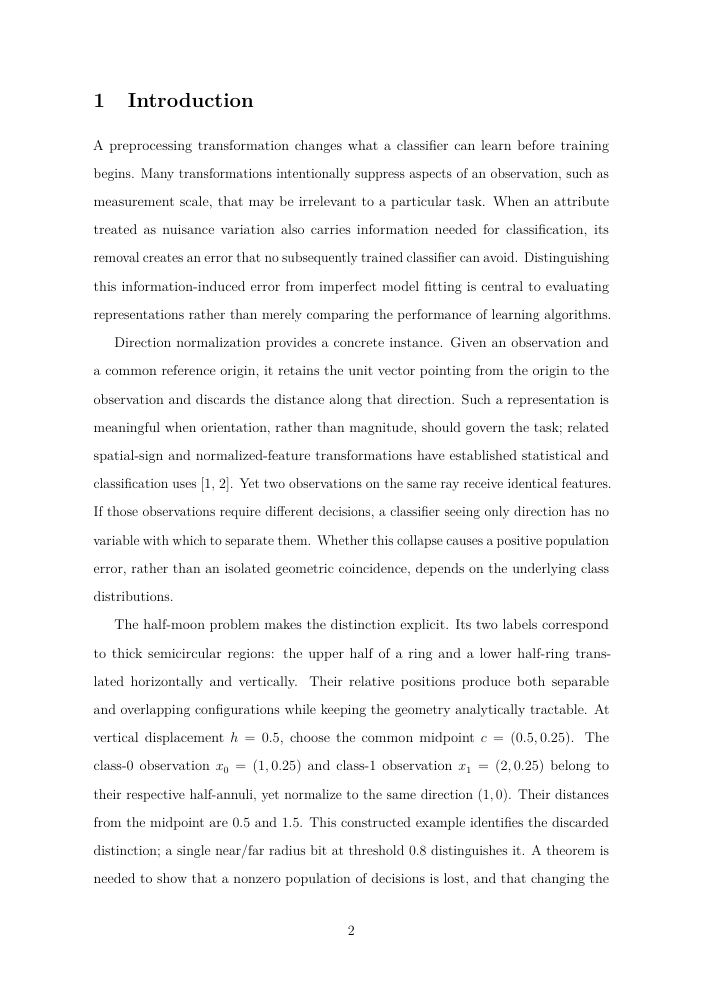 1 Introduction
A preprocessing transformation changes what a classifier can learn before training
begins. Many transformations intentionally suppress aspects of an observation, such as
measurement scale, that may be irrelevant to a particular task. When an attribute
treated as nuisance variation also carries information needed for classification, its
removal creates an error that no subsequently trained classifier can avoid. Distinguishing
this information-induced error from imperfect model fitting is central to evaluating
representations rather than merely comparing the performance of learning algorithms.
Direction normalization provides a concrete instance. Given an observation and
a common reference origin, it retains the unit vector pointing from the origin to the
observation and discards the distance along that direction. Such a representation is
meaningful when orientation, rather than magnitude, should govern the task; related
spatial-sign and normalized-feature transformations have established statistical and
classification uses [1, 2]. Yet two observations on the same ray receive identical features.
If those observations require different decisions, a classifier seeing only direction has no
variable with which to separate them. Whether this collapse causes a positive population
error, rather than an isolated geometric coincidence, depends on the underlying class
distributions.
The half-moon problem makes the distinction explicit. Its two labels correspond
to thick semicircular regions: the upper half of a ring and a lower half-ring trans-
lated horizontally and vertically. Their relative positions produce both separable
and overlapping configurations while keeping the geometry analytically tractable. At
vertical displacement h = 0.5, choose the common midpoint c = (0.5, 0.25). The
class-0 observation x₀ = (1, 0.25) and class-1 observation x₁ = (2, 0.25) belong to
their respective half-annuli, yet normalize to the same direction (1, 0). Their distances
from the midpoint are 0.5 and 1.5. This constructed example identifies the discarded
distinction; a single near/far radius bit at threshold 0.8 distinguishes it. A theorem is
needed to show that a nonzero population of decisions is lost, and that changing the
2